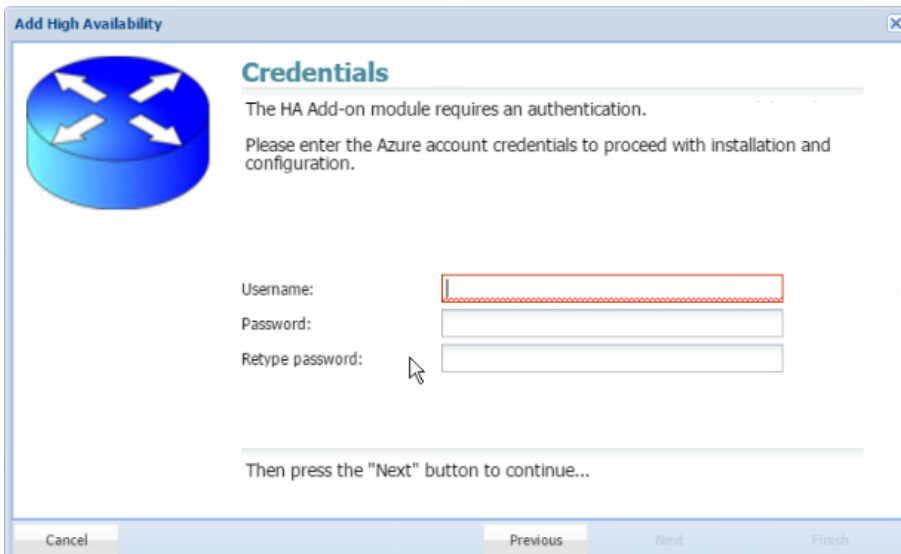 Add High Availability
Credentials
The HA Add-on module requires an authentication.
Please enter the Azure account credentials to proceed with installation and
configuration.
Username:
Password:
Retype password:
Then press the "Next" button to continue...
Cancel
Previous
Next
Finish